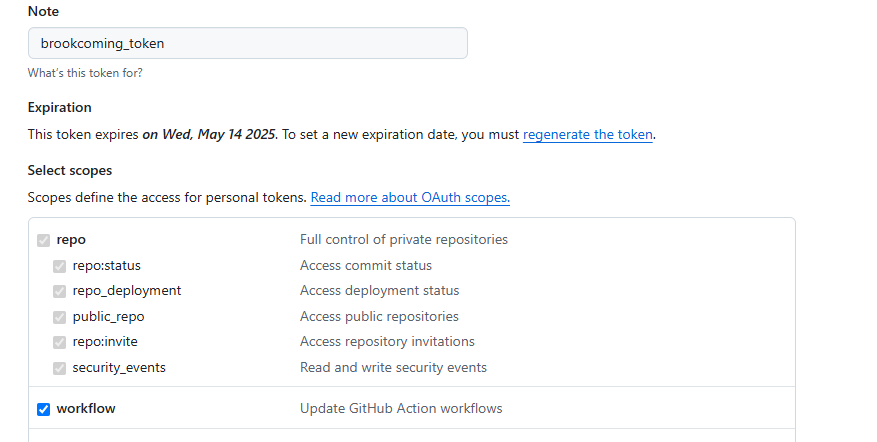 Note
brookcoming_token
What's this token for?
Expiration
This token expires on Wed, May 14 2025. To set a new expiration date, you must regenerate the token.
Select scopes
Scopes define the access for personal tokens. Read more about OAuth scopes.
repo Full control of private repositories
repo:status Access commit status
repo_deployment Access deployment status
public_repo Access public repositories
repo:invite Access repository invitations
security_events Read and write security events
workflow Update GitHub Action workflows